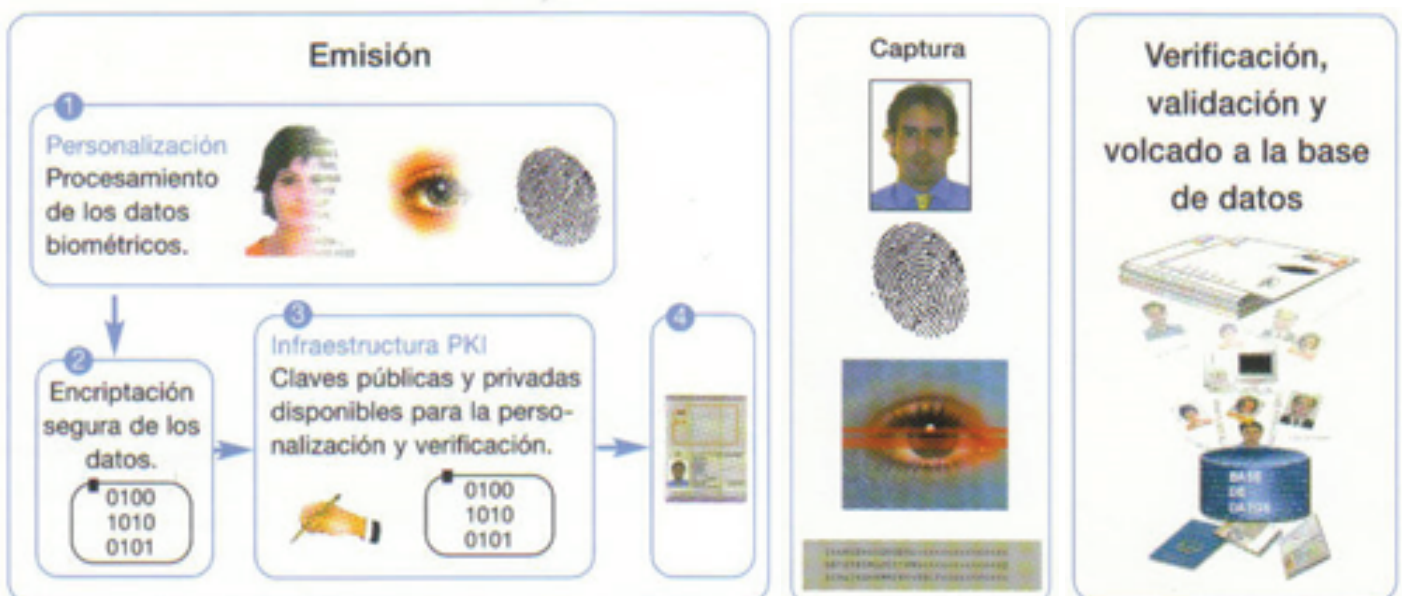 Emisión
1
Personalización
Procesamiento
de los datos
biométricos.
2
Encriptación
segura de los
datos.
0100
1010
0101
3
Infraestructura PKI
Claves públicas y privadas
disponibles para la perso-
nalización y verificación.
0100
1010
0101
4
Captura
Verificación,
validación y
volcado a la base
de datos
BASE
DE
DATOS